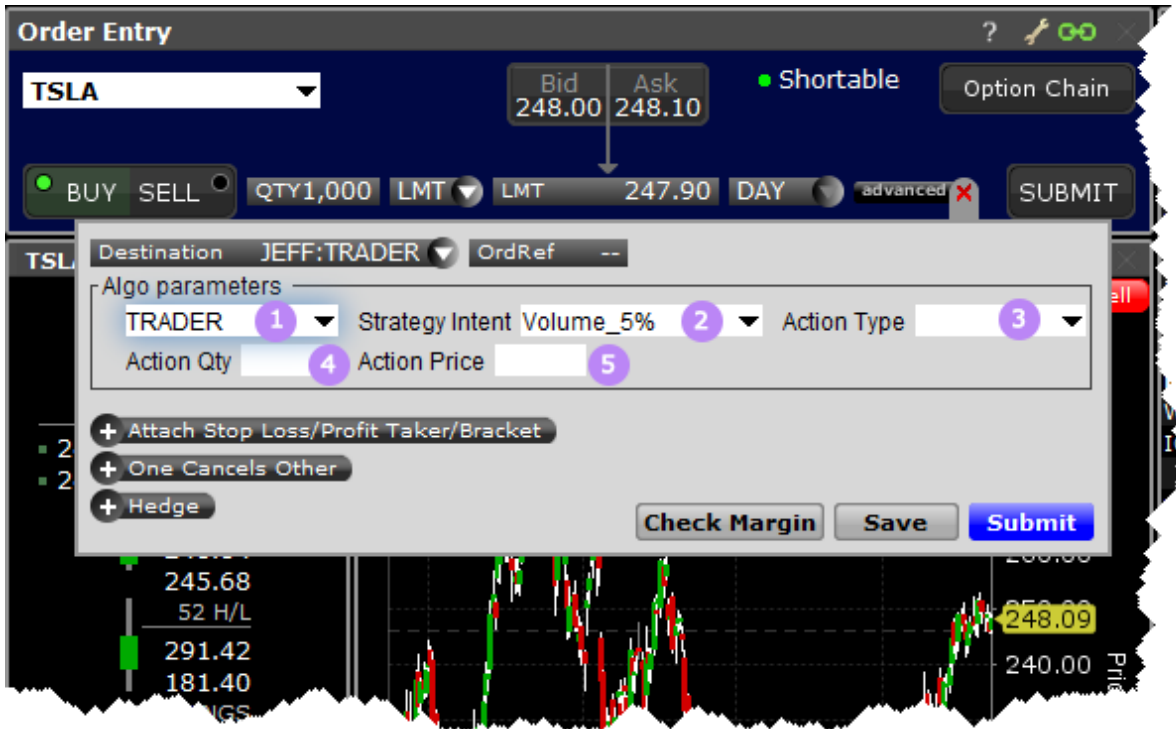 Order Entry ?
TSLA Bid Ask Shortable Option Chain
248.00 248.10
BUY SELL QTY1,000 LMT LMT 247.90 DAY advanced SUBMIT
TSL
Destination JEFF:TRADER OrdRef --
Algo parameters
TRADER 1 Strategy Intent Volume_5% 2 Action Type 3
Action Qty 4 Action Price 5
+ Attach Stop Loss/Profit Taker/Bracket
+ One Cancels Other
+ Hedge
Check Margin Save Submit
245.68
52 H/L
248.09
291.42
181.40
240.00